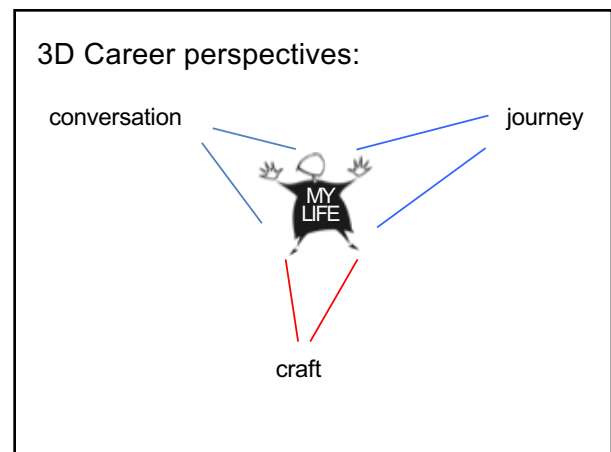 3D Career perspectives:
conversation
journey
MY
LIFE
craft